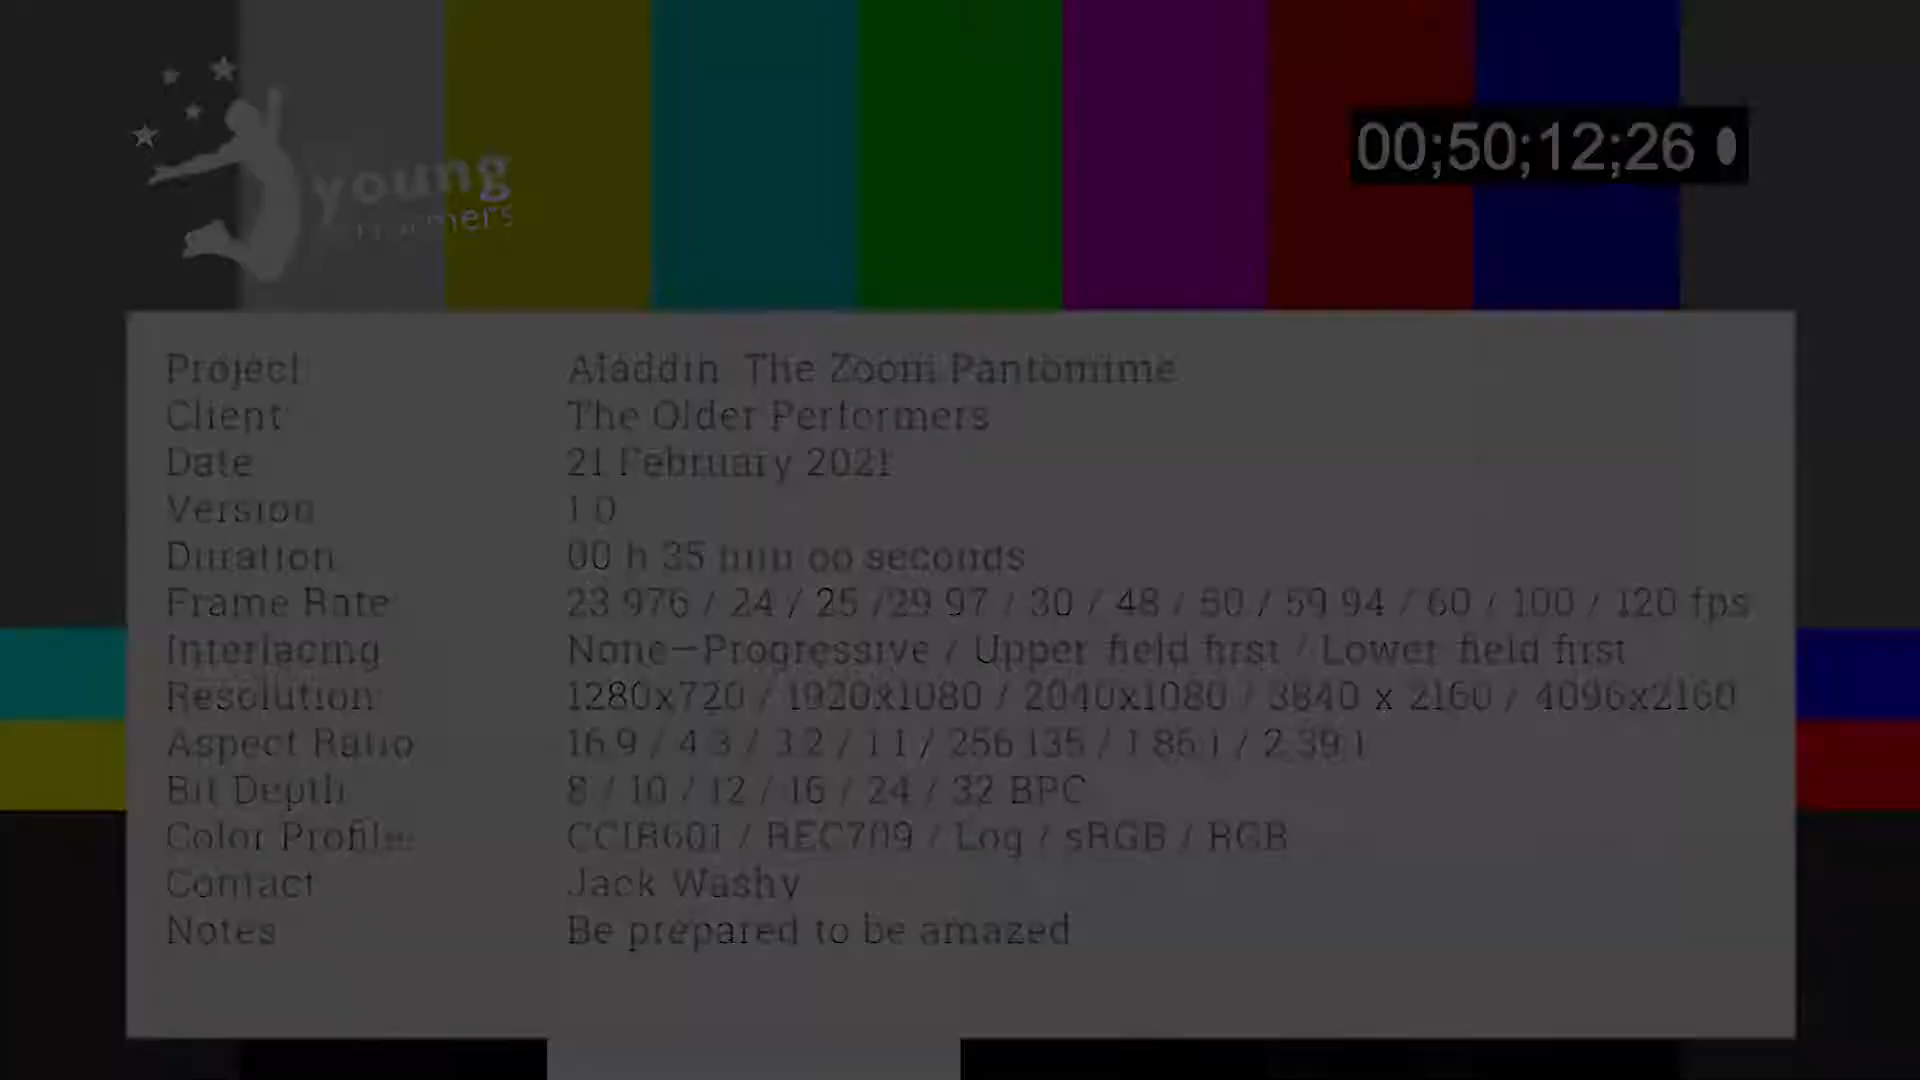 young
performers
00;50;12;26
Project: Aladdin: The Zoom Pantomime
Client: The Older Performers
Date: 21 February 2021
Version: 1.0
Duration: 00 h 35 min oo seconds
Frame Rate: 23.976 / 24 / 25 /29.97 / 30 / 48 / 50 / 59.94 / 60 / 100 / 120 fps
Interlacing: None—Progressive / Upper field first / Lower field first
Resolution: 1280x720 / 1920x1080 / 2040x1080 / 3840 x 2160 / 4096x2160
Aspect Ratio: 16:9 / 4:3 / 3:2 / 1:1 / 256:135 / 1.85:1 / 2.39:1
Bit Depth: 8 / 10 / 12 / 16 / 24 / 32 BPC
Color Profile: CCIR601 / REC709 / Log / sRGB / RGB
Contact: Jack Washy
Notes: Be prepared to be amazed